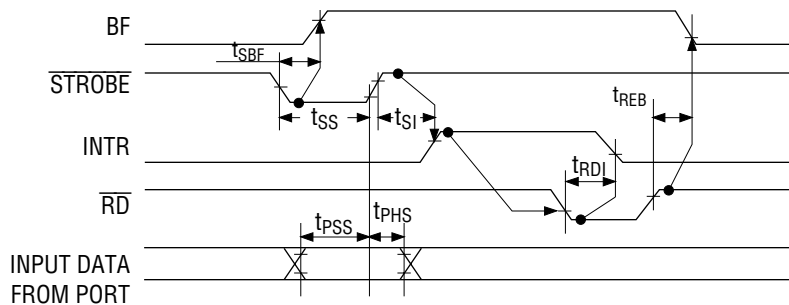 BF
tSBF
STROBE
tSS
tSI
tREB
INTR
tRDI
RD
tPSS
tPHS
INPUT DATA
FROM PORT